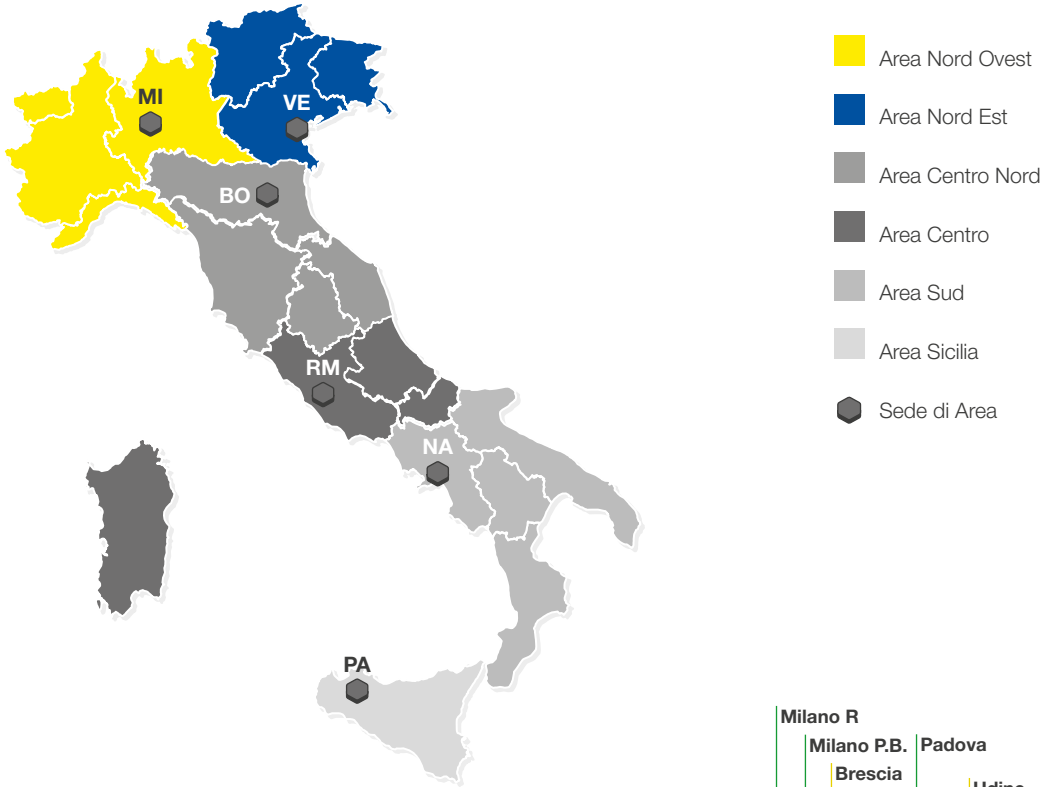 MI
VE
BO
RM
NA
PA
Area Nord Ovest
Area Nord Est
Area Centro Nord
Area Centro
Area Sud
Area Sicilia
Sede di Area
Milano R
Milano P.B.
Padova
Brescia
Udine